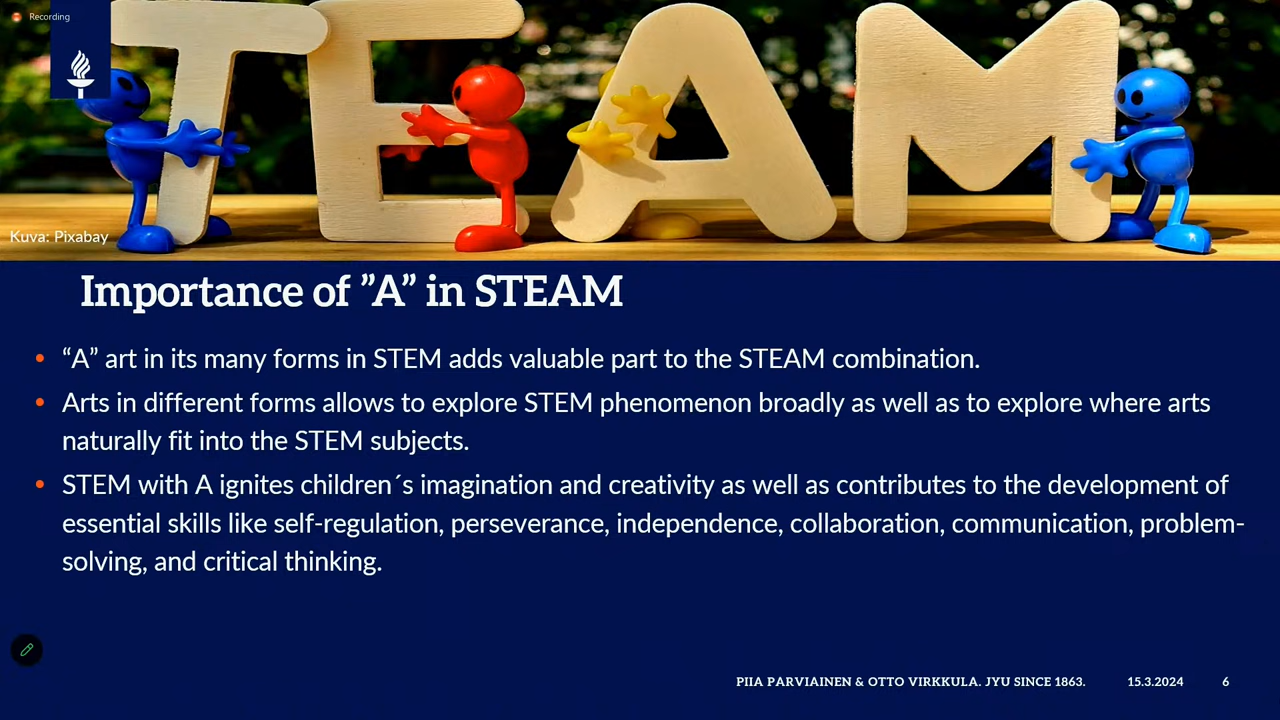 Recording
TEAM
Kuva: Pixabay
Importance of ”A” in STEAM
• “A” art in its many forms in STEM adds valuable part to the STEAM combination.
• Arts in different forms allows to explore STEM phenomenon broadly as well as to explore where arts
naturally fit into the STEM subjects.
• STEM with A ignites children´s imagination and creativity as well as contributes to the development of
essential skills like self-regulation, perseverance, independence, collaboration, communication, problem-
solving, and critical thinking.
PIIA PARVIAINEN & OTTO VIRKKULA. JYU SINCE 1863. 15.3.2024 6